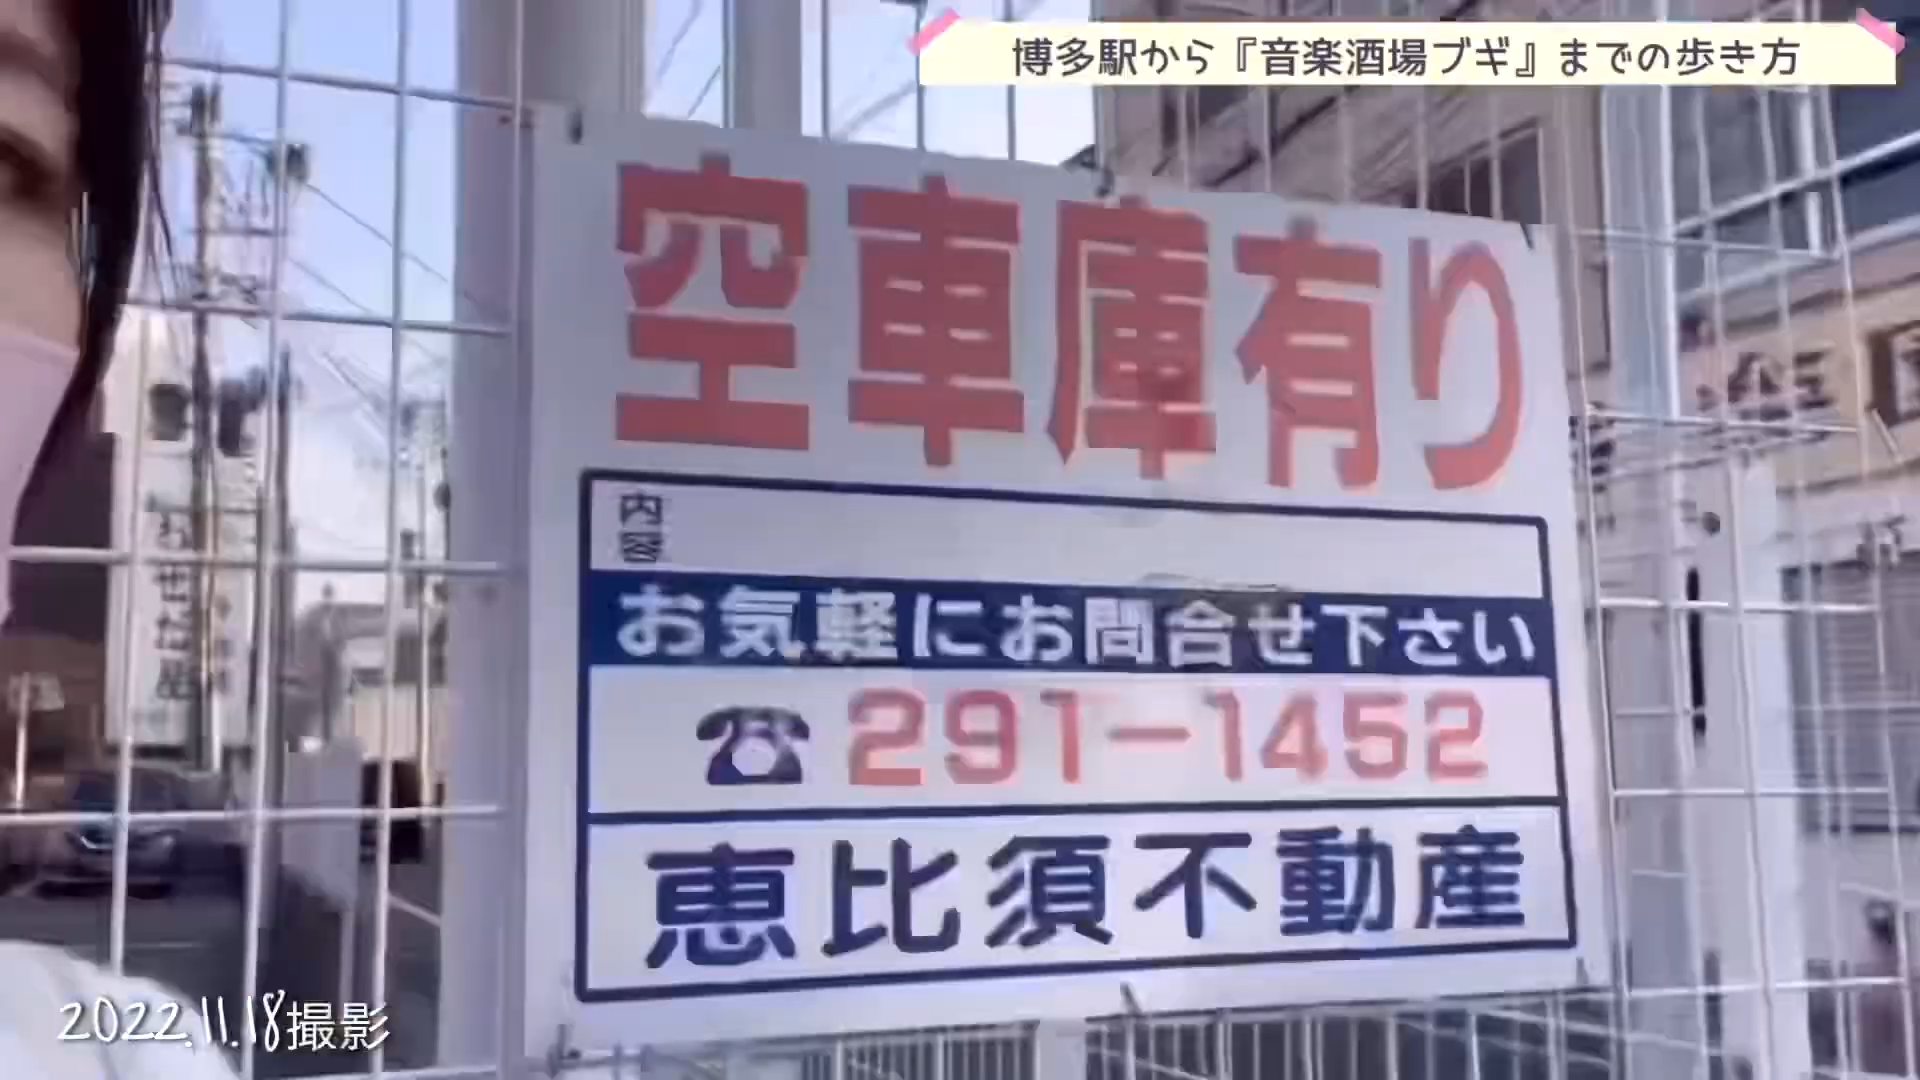 博多駅から『音楽酒場ブギ』までの歩き方
空車庫有り
内容
お気軽にお問合せ下さい
☎291-1452
恵比須不動産
2022.11.18撮影